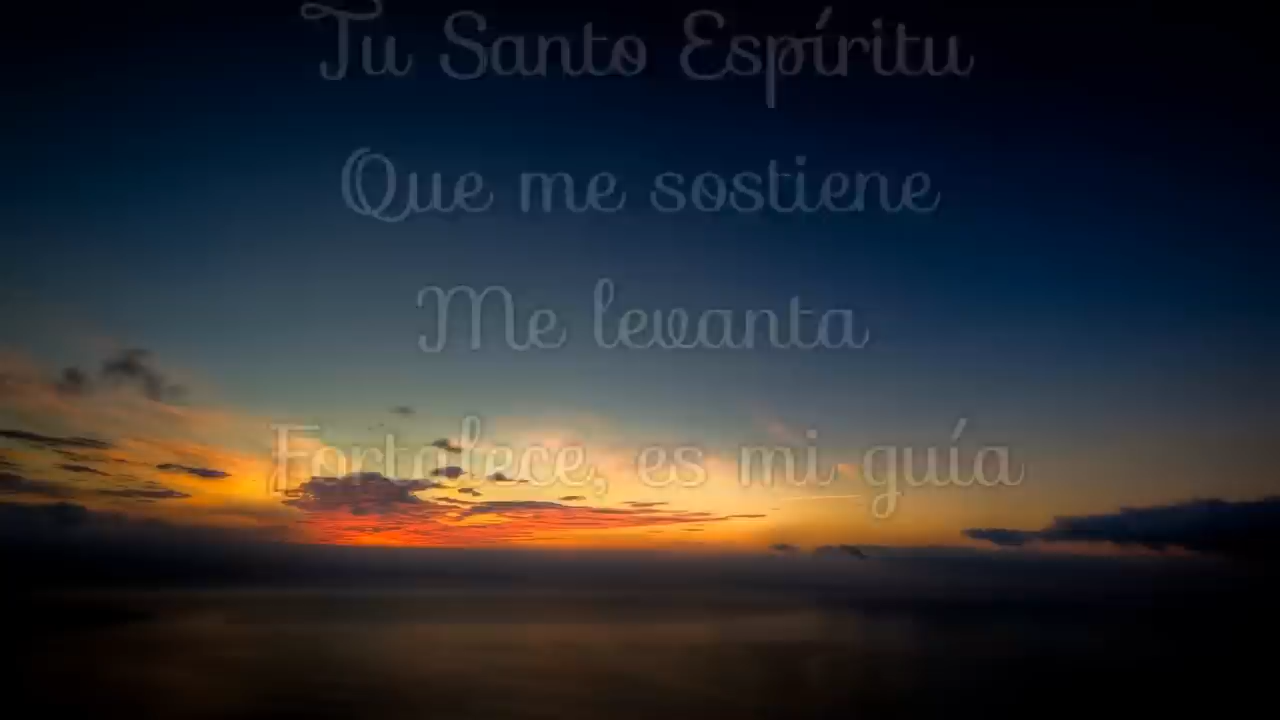 Tu Santo Espíritu
Que me sostiene
Me levanta
Fortalece, es mi guía